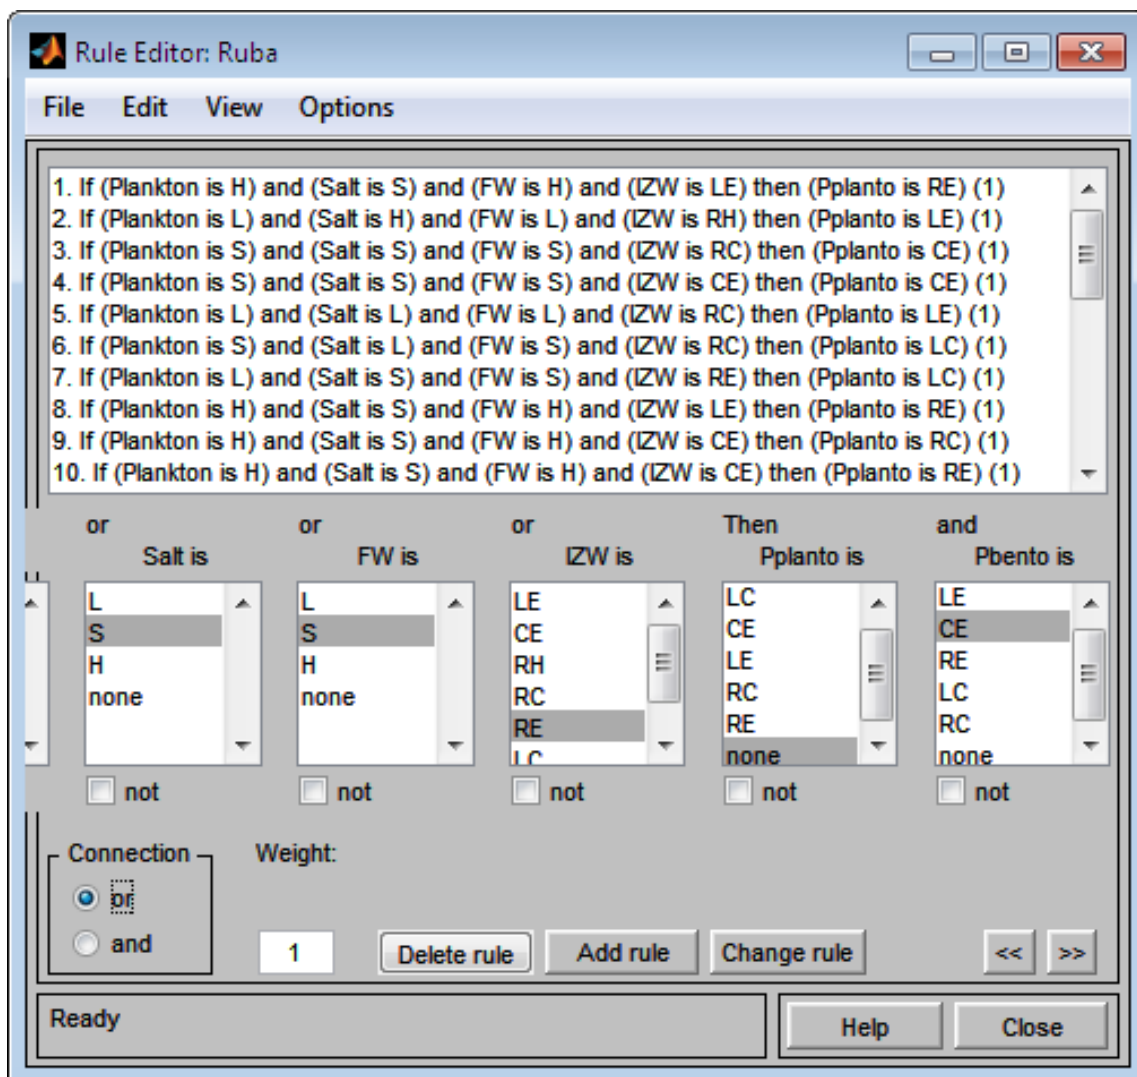 Rule Editor: Ruba
File Edit View Options
1. If (Plankton is H) and (Salt is S) and (FW is H) and (IZW is LE) then (Pplanto is RE) (1)
2. If (Plankton is L) and (Salt is H) and (FW is L) and (IZW is RH) then (Pplanto is LE) (1)
3. If (Plankton is S) and (Salt is S) and (FW is S) and (IZW is RC) then (Pplanto is CE) (1)
4. If (Plankton is S) and (Salt is S) and (FW is S) and (IZW is CE) then (Pplanto is CE) (1)
5. If (Plankton is L) and (Salt is L) and (FW is L) and (IZW is RC) then (Pplanto is LE) (1)
6. If (Plankton is S) and (Salt is L) and (FW is S) and (IZW is RC) then (Pplanto is LC) (1)
7. If (Plankton is L) and (Salt is S) and (FW is S) and (IZW is RE) then (Pplanto is LC) (1)
8. If (Plankton is H) and (Salt is S) and (FW is H) and (IZW is LE) then (Pplanto is RE) (1)
9. If (Plankton is H) and (Salt is S) and (FW is H) and (IZW is CE) then (Pplanto is RC) (1)
10. If (Plankton is H) and (Salt is S) and (FW is H) and (IZW is CE) then (Pplanto is RE) (1)
or or or Then and
Salt is FW is IZW is Pplanto is Pbento is
L L LE LC LE
S S CE CE CE
H H RH LE RE
none none RC RC LC
RE RE RC
LC none none
not not not not not
Connection Weight:
or
and 1 Delete rule Add rule Change rule << >>
Ready Help Close